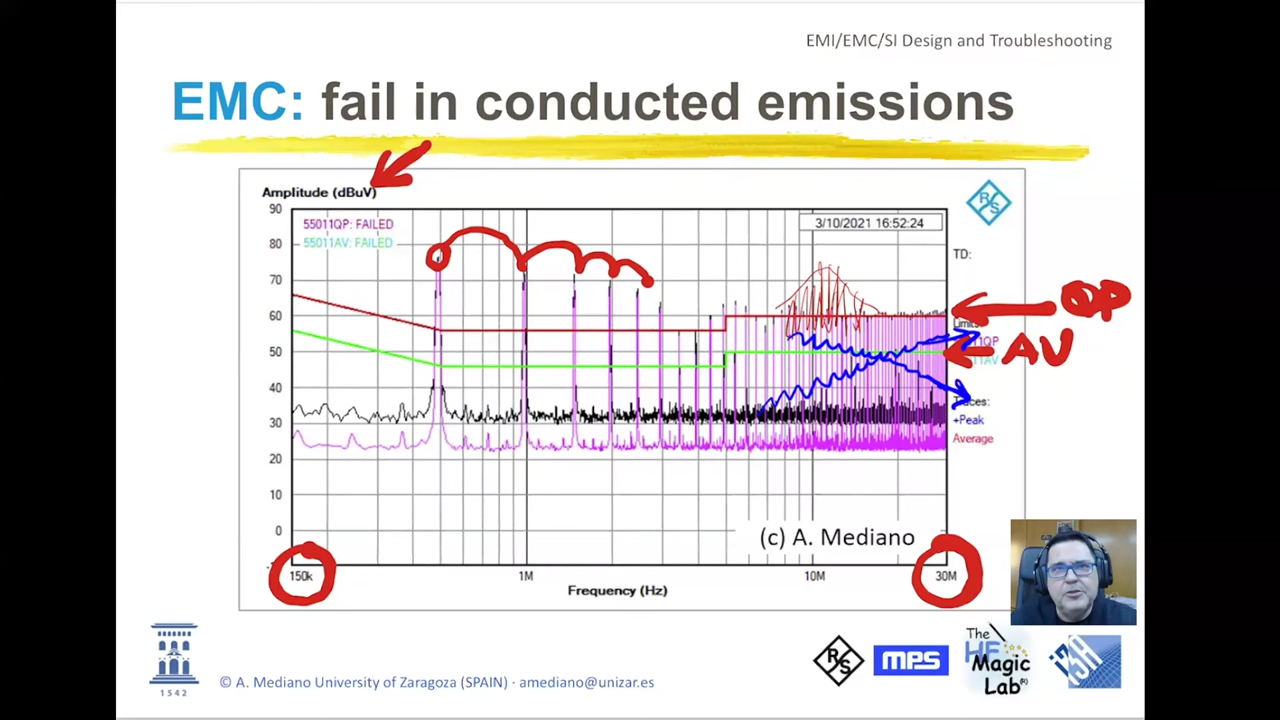 EMI/EMC/SI Design and Troubleshooting
EMC: fail in conducted emissions
Amplitude (dBuV)
90
80
70
60
50
40
30
20
10
0
55011QP: FAILED
55011AV: FAILED
3/10/2021 16:52:24
R S
TD:
QP
Limits
AV
Traces:
+Peak
Average
(c) A. Mediano
150k
1M
10M
30M
Frequency (Hz)
1542
© A. Mediano University of Zaragoza (SPAIN) · amediano@unizar.es
R S
MPS
The
HF
Magic
Lab(R)
I3A